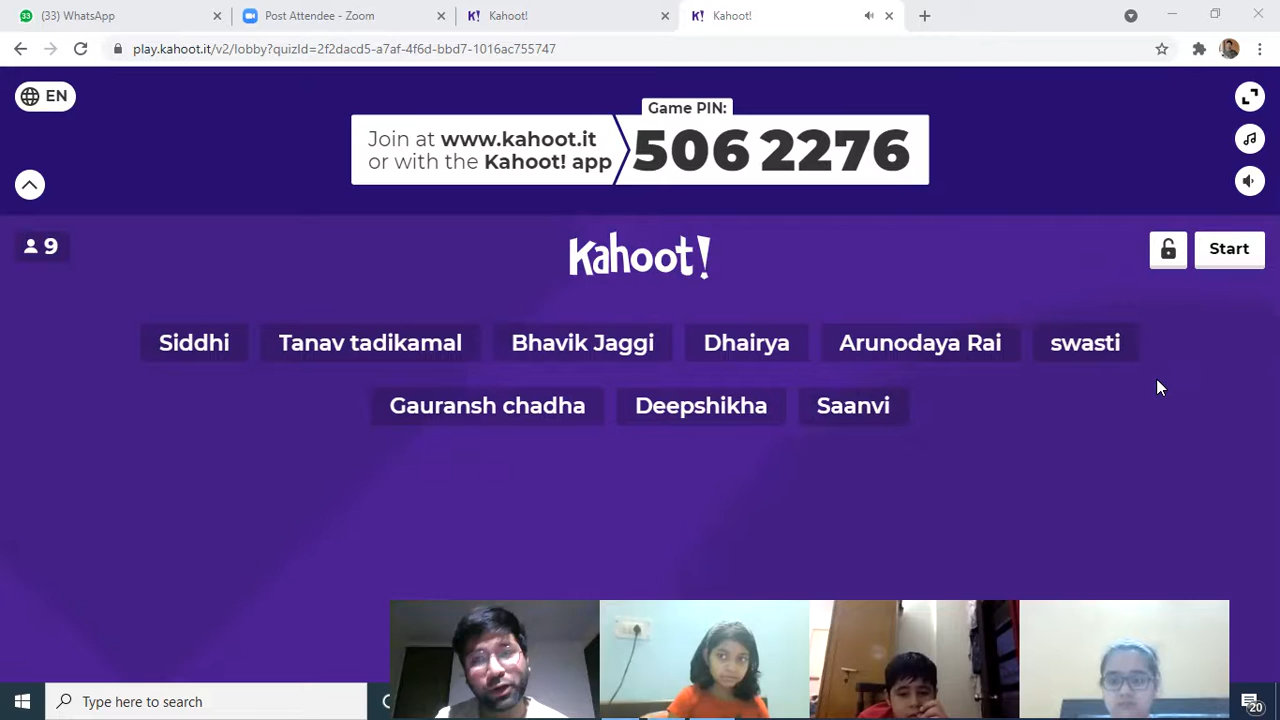 33
(33) WhatsApp
Post Attendee - Zoom
K!
Kahoot!
K!
Kahoot!
play.kahoot.it/v2/lobby?quizId=2f2dacd5-a7af-4f6d-bbd7-1016ac755747
EN
Game PIN:
Join at www.kahoot.it
or with the Kahoot! app
506 2276
9
Kahoot!
Start
Siddhi
Tanav tadikamal
Bhavik Jaggi
Dhairya
Arunodaya Rai
swasti
Gauransh chadha
Deepshikha
Saanvi
Type here to search
20